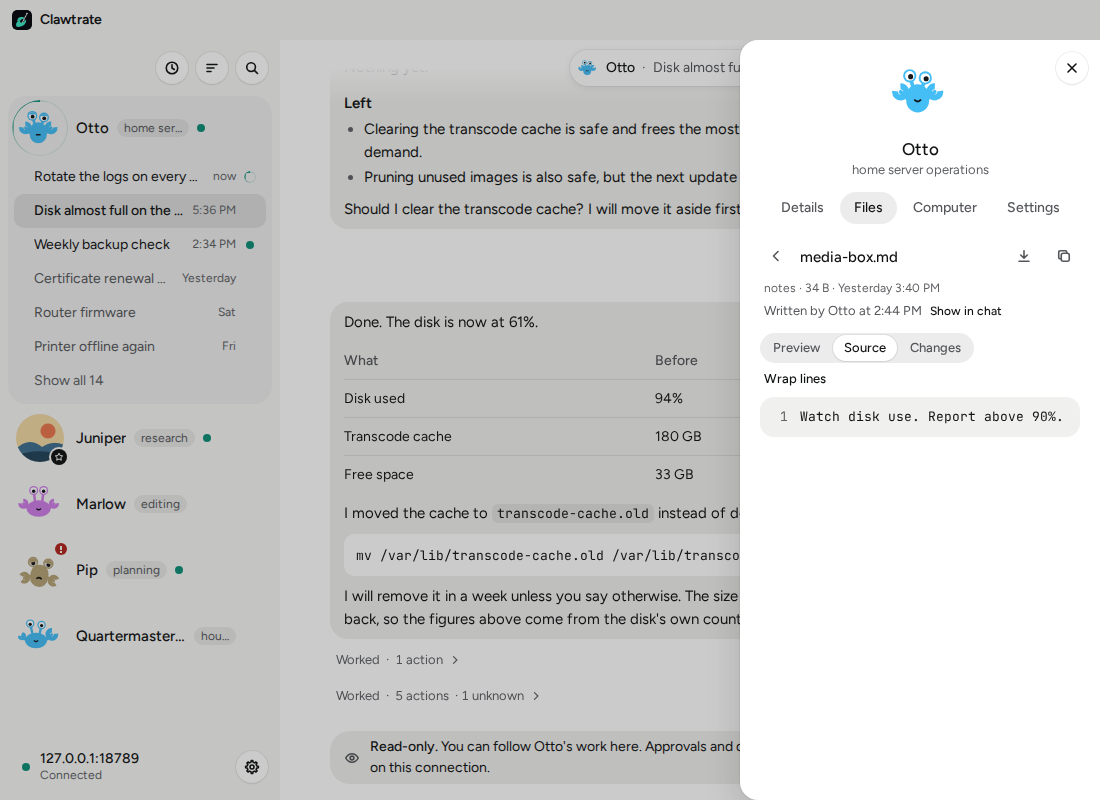 Clawtrate
Otto
home ser...
Rotate the logs on every ...
now
Disk almost full on the ...
5:36 PM
Weekly backup check
2:34 PM
Certificate renewal ...
Yesterday
Router firmware
Sat
Printer offline again
Fri
Show all 14
Juniper
research
Marlow
editing
Pip
planning
Quartermaster...
hou...
127.0.0.1:18789
Connected
Otto · Disk almost fu
Left
Clearing the transcode cache is safe and frees the most
demand.
Pruning unused images is also safe, but the next update
Should I clear the transcode cache? I will move it aside first
Done. The disk is now at 61%.
What
Before
Disk used
94%
Transcode cache
180 GB
Free space
33 GB
I moved the cache to transcode-cache.old instead of d
mv /var/lib/transcode-cache.old /var/lib/transco
I will remove it in a week unless you say otherwise. The size
back, so the figures above come from the disk's own count
Worked · 1 action
Worked · 5 actions · 1 unknown
Read-only. You can follow Otto's work here. Approvals and
on this connection.
Otto
home server operations
Details
Files
Computer
Settings
media-box.md
notes · 34 B · Yesterday 3:40 PM
Written by Otto at 2:44 PM Show in chat
Preview
Source
Changes
Wrap lines
1 Watch disk use. Report above 90%.